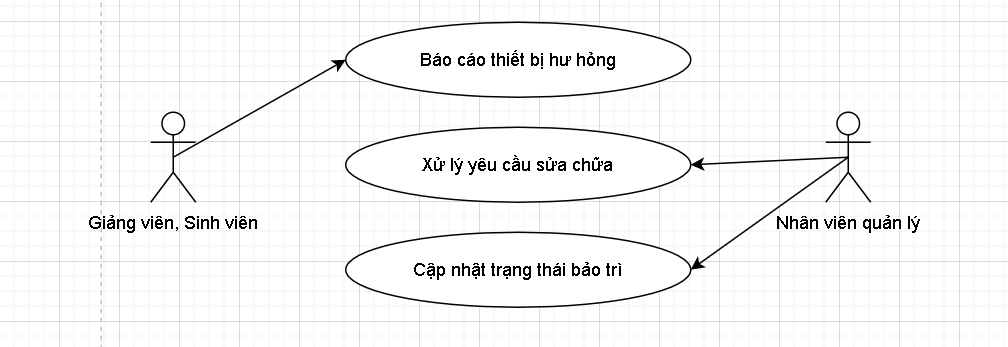 Báo cáo thiết bị hư hỏng
Xử lý yêu cầu sửa chữa
Giảng viên, Sinh viên
Nhân viên quản lý
Cập nhật trạng thái bảo trì